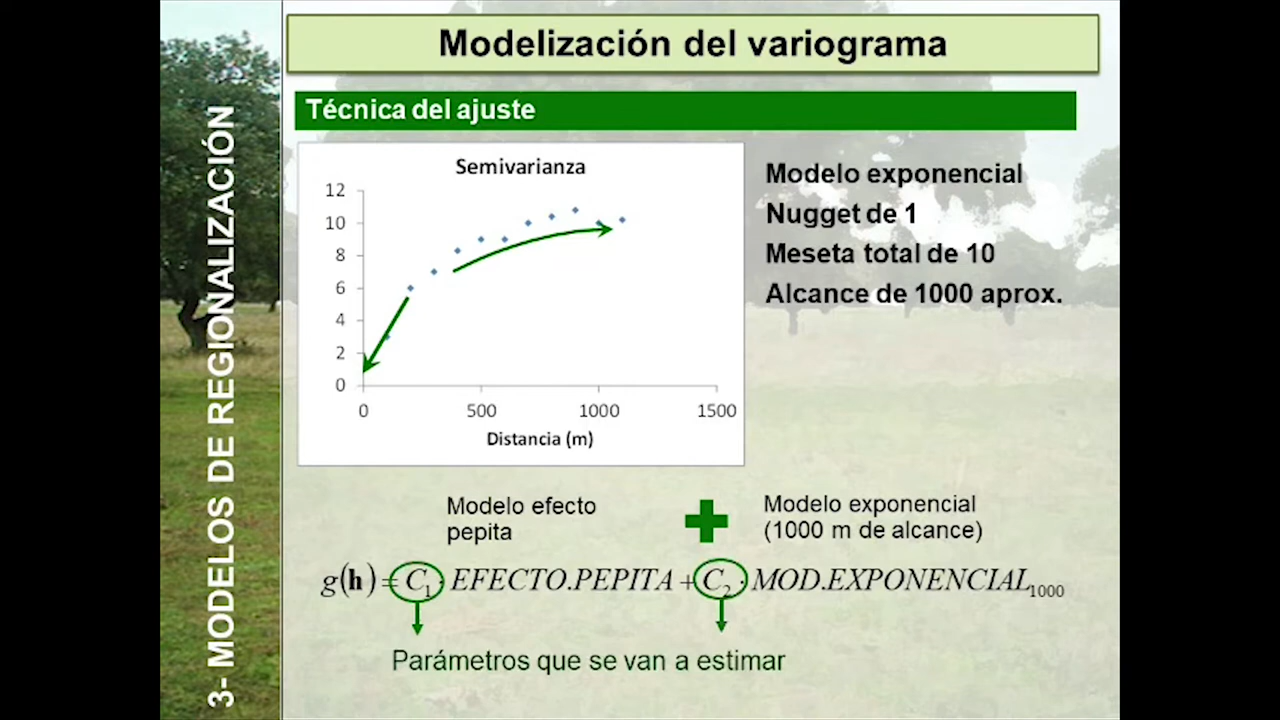 3- MODELOS DE REGIONALIZACIÓN
Modelización del variograma
Técnica del ajuste
Semivarianza
12
10
8
6
4
2
0
0 500 1000 1500
Distancia (m)
Modelo exponencial
Nugget de 1
Meseta total de 10
Alcance de 1000 aprox.
Modelo efecto
pepita
Modelo exponencial
(1000 m de alcance)
g(h) = C₁ · EFECTO.PEPITA + C₂ · MOD.EXPONENCIAL₁₀₀₀
Parámetros que se van a estimar